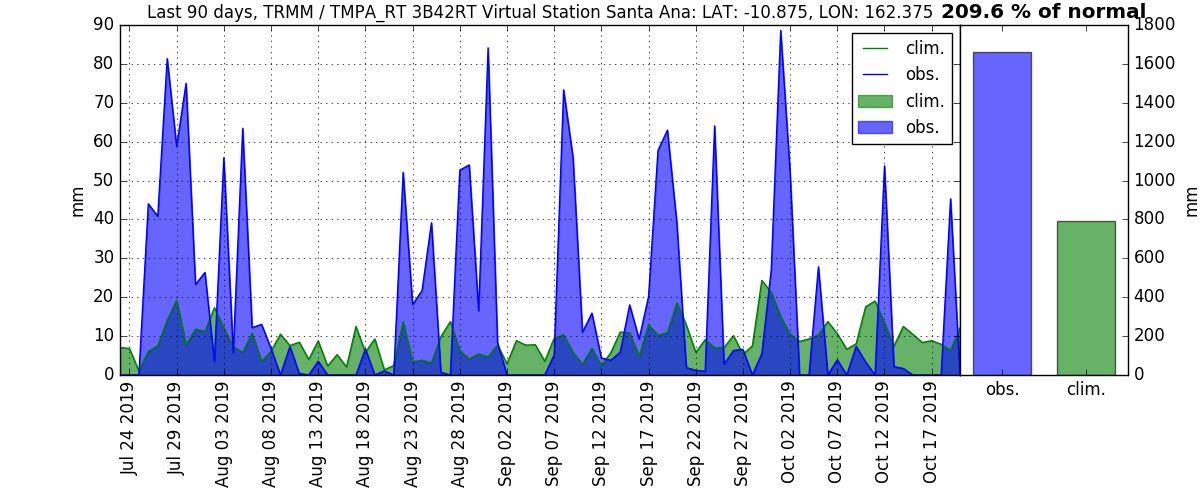 Last 90 days, TRMM / TMPA_RT 3B42RT Virtual Station Santa Ana: LAT: -10.875, LON: 162.375 209.6 % of normal
90
80
70
60
50
40
30
20
10
0
mm
clim.
obs.
clim.
obs.
1800
1600
1400
1200
1000
800
600
400
200
0
mm
Jul 24 2019
Jul 29 2019
Aug 03 2019
Aug 08 2019
Aug 13 2019
Aug 18 2019
Aug 23 2019
Aug 28 2019
Sep 02 2019
Sep 07 2019
Sep 12 2019
Sep 17 2019
Sep 22 2019
Sep 27 2019
Oct 02 2019
Oct 07 2019
Oct 12 2019
Oct 17 2019
obs.
clim.